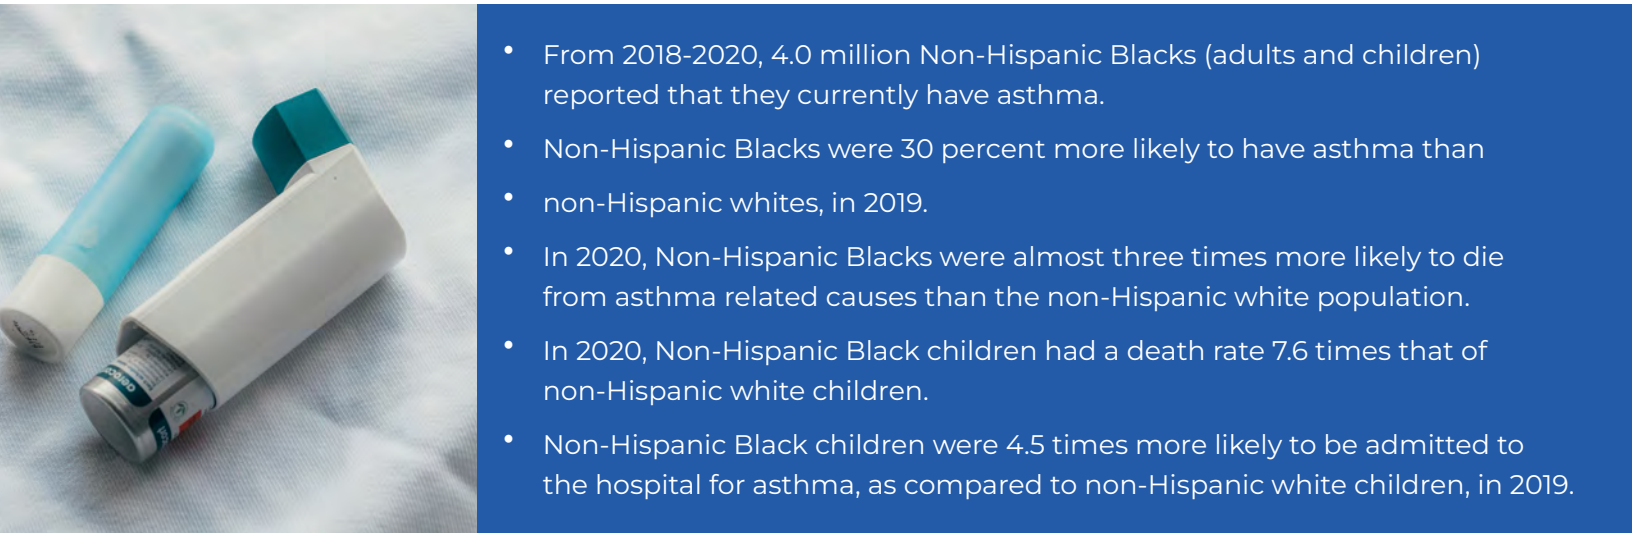 • From 2018-2020, 4.0 million Non-Hispanic Blacks (adults and children)
reported that they currently have asthma.
• Non-Hispanic Blacks were 30 percent more likely to have asthma than
• non-Hispanic whites, in 2019.
• In 2020, Non-Hispanic Blacks were almost three times more likely to die
from asthma related causes than the non-Hispanic white population.
• In 2020, Non-Hispanic Black children had a death rate 7.6 times that of
non-Hispanic white children.
• Non-Hispanic Black children were 4.5 times more likely to be admitted to
the hospital for asthma, as compared to non-Hispanic white children, in 2019.